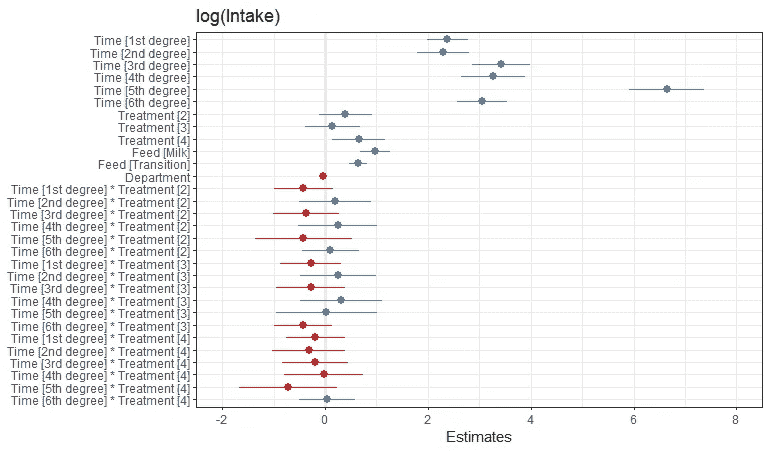 log(Intake)
Time [1st degree]
Time [2nd degree]
Time [3rd degree]
Time [4th degree]
Time [5th degree]
Time [6th degree]
Treatment [2]
Treatment [3]
Treatment [4]
Feed [Milk]
Feed [Transition]
Department
Time [1st degree] * Treatment [2]
Time [2nd degree] * Treatment [2]
Time [3rd degree] * Treatment [2]
Time [4th degree] * Treatment [2]
Time [5th degree] * Treatment [2]
Time [6th degree] * Treatment [2]
Time [1st degree] * Treatment [3]
Time [2nd degree] * Treatment [3]
Time [3rd degree] * Treatment [3]
Time [4th degree] * Treatment [3]
Time [5th degree] * Treatment [3]
Time [6th degree] * Treatment [3]
Time [1st degree] * Treatment [4]
Time [2nd degree] * Treatment [4]
Time [3rd degree] * Treatment [4]
Time [4th degree] * Treatment [4]
Time [5th degree] * Treatment [4]
Time [6th degree] * Treatment [4]
-2 0 2 4 6 8
Estimates